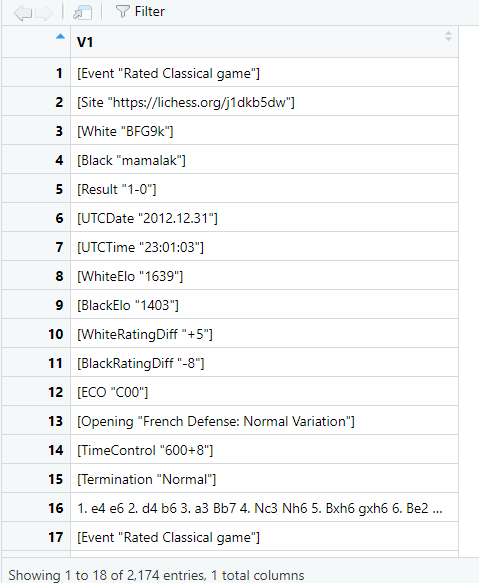 Filter
V1
1 [Event "Rated Classical game"]
2 [Site "https://lichess.org/j1dkb5dw"]
3 [White "BFG9k"]
4 [Black "mamalak"]
5 [Result "1-0"]
6 [UTCDate "2012.12.31"]
7 [UTCTime "23:01:03"]
8 [WhiteElo "1639"]
9 [BlackElo "1403"]
10 [WhiteRatingDiff "+5"]
11 [BlackRatingDiff "-8"]
12 [ECO "C00"]
13 [Opening "French Defense: Normal Variation"]
14 [TimeControl "600+8"]
15 [Termination "Normal"]
16 1. e4 e6 2. d4 b6 3. a3 Bb7 4. Nc3 Nh6 5. Bxh6 gxh6 6. Be2 ...
17 [Event "Rated Classical game"]
Showing 1 to 18 of 2,174 entries, 1 total columns